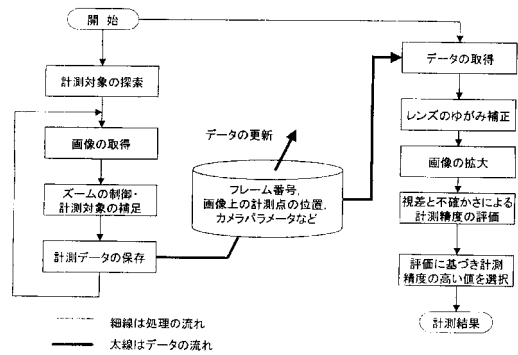 開 始
計測対象の探索
画像の取得
ズームの制御・
計測対象の補足
計測データの保存
データの更新
フレーム番号,
画像上の計測点の位置,
カメラパラメータなど
データの取得
レンズのゆがみ補正
画像の拡大
視差と不確かさによる
計測精度の評価
評価に基づき計測
精度の高い値を選択
計測結果
細線は処理の流れ
太線はデータの流れ